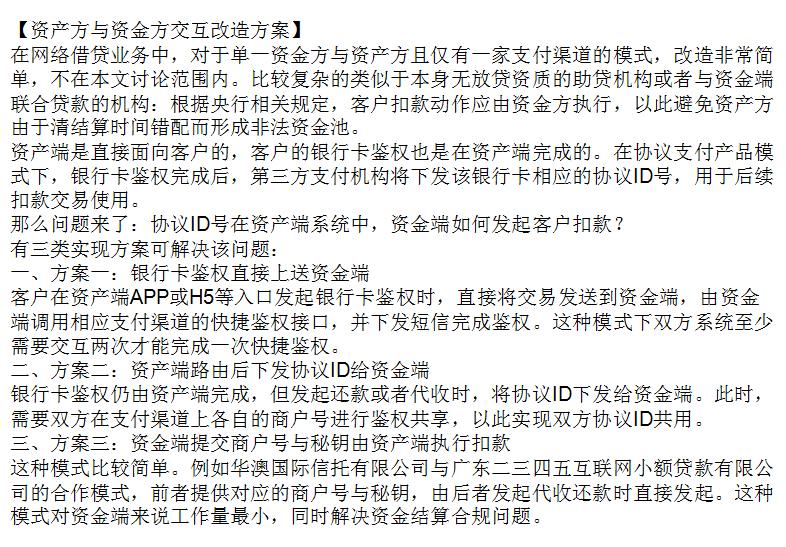 【资产方与资金方交互改造方案】
在网络借贷业务中，对于单一资金方与资产方且仅有一家支付渠道的模式，改造非常简
单，不在本文讨论范围内。比较复杂的类似于本身无放贷资质的助贷机构或者与资金端
联合贷款的机构：根据央行相关规定，客户扣款动作应由资金方执行，以此避免资产方
由于清结算时间错配而形成非法资金池。
资产端是直接面向客户的，客户的银行卡鉴权也是在资产端完成的。在协议支付产品模
式下，银行卡鉴权完成后，第三方支付机构将下发该银行卡相应的协议ID号，用于后续
扣款交易使用。
那么问题来了：协议ID号在资产端系统中，资金端如何发起客户扣款？
有三类实现方案可解决该问题：
一、方案一：银行卡鉴权直接上送资金端
客户在资产端APP或H5等入口发起银行卡鉴权时，直接将交易发送到资金端，由资金
端调用相应支付渠道的快捷鉴权接口，并下发短信完成鉴权。这种模式下双方系统至少
需要交互两次才能完成一次快捷鉴权。
二、方案二：资产端路由后下发协议ID给资金端
银行卡鉴权仍由资产端完成，但发起还款或者代收时，将协议ID下发给资金端。此时，
需要双方在支付渠道上各自的商户号进行鉴权共享，以此实现双方协议ID共用。
三、方案三：资金端提交商户号与秘钥由资产端执行扣款
这种模式比较简单。例如华澳国际信托有限公司与广东二三四五互联网小额贷款有限公
司的合作模式，前者提供对应的商户号与秘钥，由后者发起代收还款时直接发起。这种
模式对资金端来说工作量最小，同时解决资金结算合规问题。